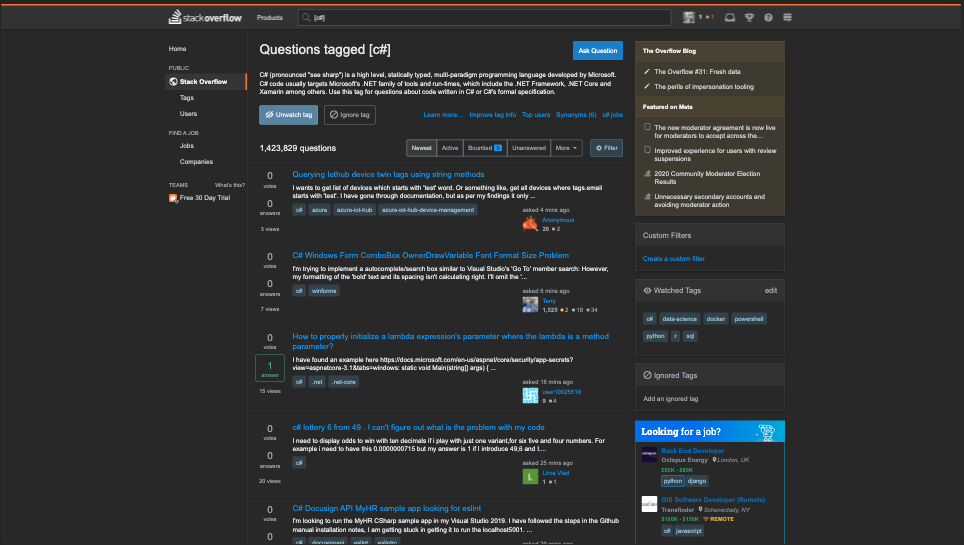 stackoverflow
Products
[c#]
1 1
Home
PUBLIC
Stack Overflow
Tags
Users
FIND A JOB
Jobs
Companies
TEAMS
What's this?
Free 30 Day Trial
Questions tagged [c#]
Ask Question
C# (pronounced "see sharp") is a high level, statically typed, multi-paradigm programming language developed by Microsoft.
C# code usually targets Microsoft's .NET family of tools and run-times, which include the .NET Framework, .NET Core and
Xamarin among others. Use this tag for questions about code written in C# or C#'s formal specification.
Unwatch tag
Ignore tag
Learn more... Improve tag info Top users Synonyms (6) c# jobs
1,423,829 questions
Newest Active Bountied Unanswered More
Filter
0
votes
0
answers
3 views
Querying Iothub device twin tags using string methods
I wants to get list of devices which starts with 'test' word. Or something like, get all devices where tags.email
starts with 'test'. I have gone through documentation, but as per my findings it only ...
c# azure azure-iot-hub azure-iot-hub-device-management
asked 4 mins ago
Anonymous
26 2
0
votes
0
answers
7 views
C# Windows Form ComboBox OwnerDrawVariable Font Format Size Problem
I'm trying to implement a autocomplete/search box similar to Visual Studio's 'Go To' member search: However,
my formatting of the 'bold' text and its spacing isn't calculating right. I'll omit the '...
c# winforms
asked 6 mins ago
Terry
1,525 2 18 34
0
votes
1
answer
15 views
How to properly initialize a lambda expression's parameter where the lambda is a method
parameter?
I have found an example here https://docs.microsoft.com/en-us/aspnet/core/security/app-secrets?
view=aspnetcore-3.1&tabs=windows: static void Main(string[] args) { ...
c# .net .net-core
asked 16 mins ago
user10025519
9 4
0
votes
0
answers
20 views
c# lottery 6 from 49 . I can't figure out what is the problem with my code
I need to display odds to win with ten decimals if i play with just one variant,for six five and four numbers. For
example i need to have this 0.0000000715 but my answer is 1 if I introduce 49,6 and I....
c#
asked 25 mins ago
L
Lirca Vlad
1 1
0
votes
0
C# Docusign API MyHR sample app looking for eslint
I'm looking to run the MyHR CSharp sample app in my Visual Studio 2019. I have followed the steps in the Github
manual installation notes, I am getting stuck in getting it to run the localhost5001. ...
c# docusignapi eslint eslintrc
The Overflow Blog
The Overflow #31: Fresh data
The perils of impersonation tooling
Featured on Meta
The new moderator agreement is now live
for moderators to accept across the...
Improved experience for users with review
suspensions
2020 Community Moderator Election
Results
Unnecessary secondary accounts and
avoiding moderator action
Custom Filters
Create a custom filter
Watched Tags
edit
c# data-science docker powershell
python r sql
Ignored Tags
Add an ignored tag
Looking for a job?
Back End Developer
Octopus Energy London, UK
£55K - £80K
python django
GIS Software Developer (Remote)
Transfinder Schenectady, NY
$100K - $150K REMOTE
c# javascript